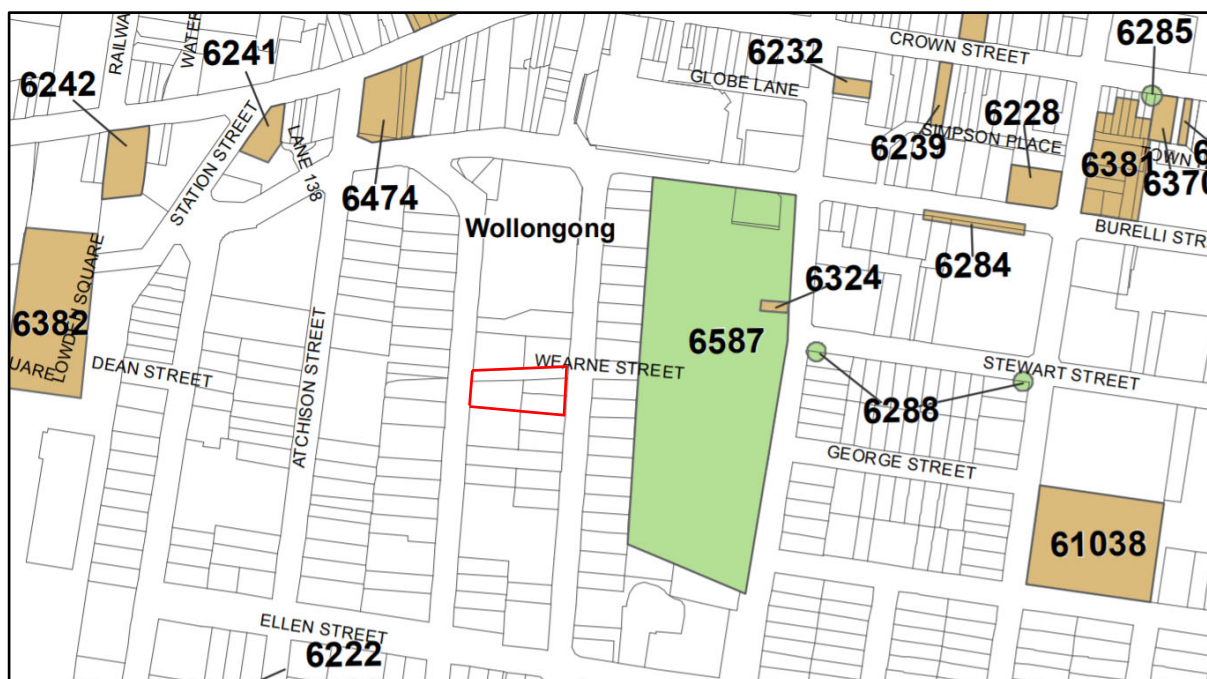 RAILWA
WATER
CROWN STREET
6285
6241
6232
6242
GLOBE LANE
6228
SIMPSON PLACE
6239
LANE 138
STATION STREET
6381
TOWN H
6
6370
6474
Wollongong
BURELLI STR
6284
6324
LOWDEN SQUARE
6382
6587
UARE
DEAN STREET
ATCHISON STREET
WEARNE STREET
STEWART STREET
6288
GEORGE STREET
61038
ELLEN STREET
6222